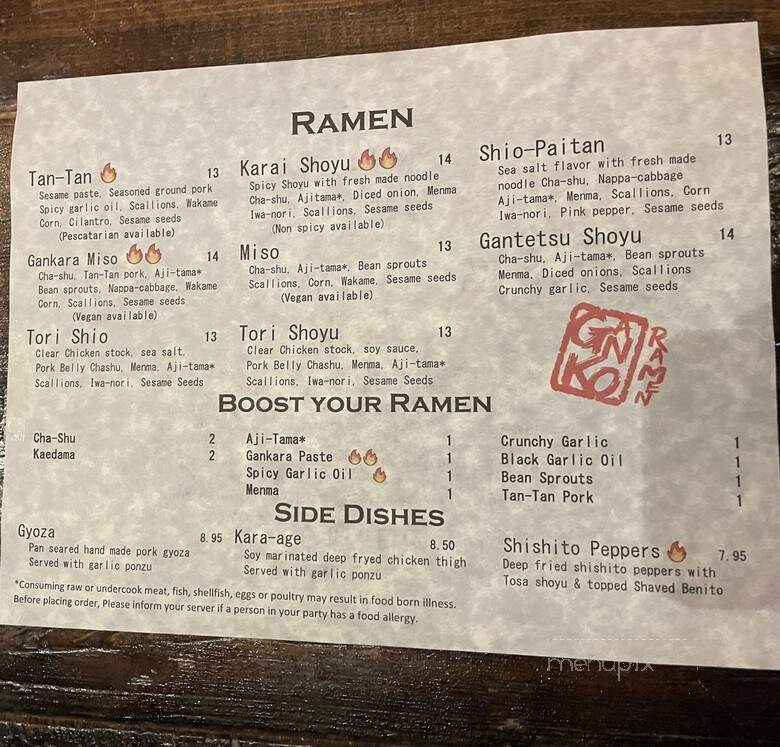 RAMEN
Tan-Tan 🔥 13
Sesame paste, Seasoned ground pork
Spicy garlic oil, Scallions, Wakame
Corn, Cilantro, Sesame seeds
(Pescatarian available)
Gankara Miso 🔥🔥 14
Cha-shu, Tan-Tan pork, Aji-tama*
Bean sprouts, Nappa-cabbage, Wakame
Corn, Scallions, Sesame seeds
(Vegan available)
Tori Shio 13
Clear Chicken stock, sea salt,
Pork Belly Chashu, Menma, Aji-tama*
Scallions, Iwa-nori, Sesame Seeds
Karai Shoyu 🔥🔥 14
Spicy Shoyu with fresh made noodle
Cha-shu, Ajitama*, Diced onion, Menma
Iwa-nori, Scallions, Sesame seeds
(Non spicy available)
Miso 13
Cha-shu, Aji-tama*, Bean sprouts
Scallions, Corn, Wakame, Sesame seeds
(Vegan available)
Tori Shoyu 13
Clear Chicken stock, soy sauce,
Pork Belly Chashu, Menma, Aji-tama*
Scallions, Iwa-nori, Sesame Seeds
Shio-Paitan 13
Sea salt flavor with fresh made
noodle Cha-shu, Nappa-cabbage
Aji-tama*, Menma, Scallions, Corn
Iwa-nori, Pink pepper, Sesame seeds
Gantetsu Shoyu 14
Cha-shu, Aji-tama*, Bean sprouts
Menma, Diced onions, Scallions
Crunchy garlic, Sesame seeds
GANKO
RAMEN
BOOST YOUR RAMEN
Cha-Shu 2
Kaedama 2
Aji-Tama* 1
Gankara Paste 🔥🔥 1
Spicy Garlic Oil 🔥 1
Menma 1
Crunchy Garlic 1
Black Garlic Oil 1
Bean Sprouts 1
Tan-Tan Pork 1
SIDE DISHES
Gyoza 8.95
Pan seared hand made pork gyoza
Served with garlic ponzu
Kara-age 8.50
Soy marinated deep fryed chicken thigh
Served with garlic ponzu
Shishito Peppers 🔥 7.95
Deep fried shishito peppers with
Tosa shoyu & topped Shaved Benito
*Consuming raw or undercook meat, fish, shellfish, eggs or poultry may result in food born illness.
Before placing order, Please inform your server if a person in your party has a food allergy.
menupix